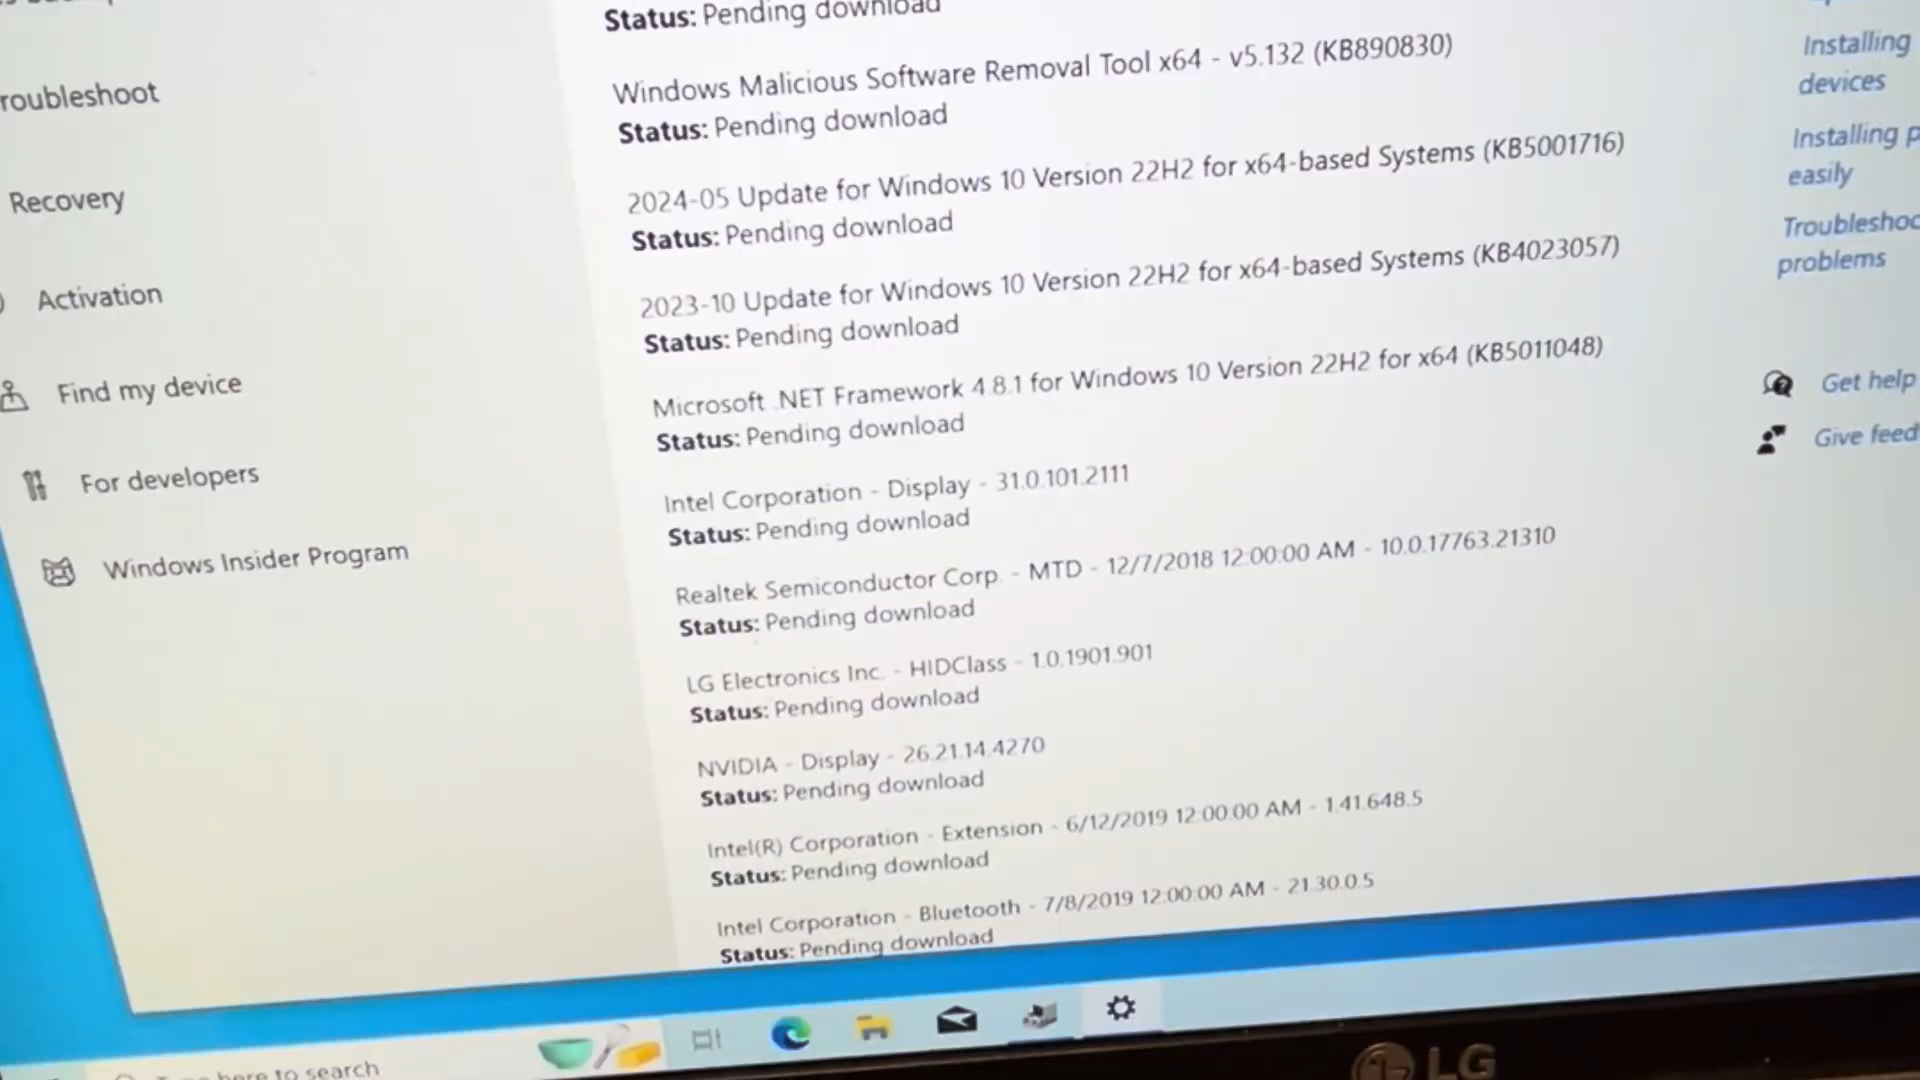 Status: Pending download
Windows Malicious Software Removal Tool x64 - v5.132 (KB890830)
Status: Pending download
2024-05 Update for Windows 10 Version 22H2 for x64-based Systems (KB5001716)
Status: Pending download
2023-10 Update for Windows 10 Version 22H2 for x64-based Systems (KB4023057)
Status: Pending download
Microsoft .NET Framework 4.8.1 for Windows 10 Version 22H2 for x64 (KB5011048)
Status: Pending download
Intel Corporation - Display - 31.0.101.2111
Status: Pending download
Realtek Semiconductor Corp. - MTD - 12/7/2018 12:00:00 AM - 10.0.17763.21310
Status: Pending download
LG Electronics Inc. - HIDClass - 1.0.1901.901
Status: Pending download
NVIDIA - Display - 26.21.14.4270
Status: Pending download
Intel(R) Corporation - Extension - 6/12/2019 12:00:00 AM - 1.41.648.5
Status: Pending download
Intel Corporation - Bluetooth - 7/8/2019 12:00:00 AM - 21.30.0.5
Status: Pending download
roubleshoot
Recovery
Activation
Find my device
For developers
Windows Insider Program
Installing
devices
Installing p
easily
Troubleshoo
problems
Get help
Give feed
here to search
LG